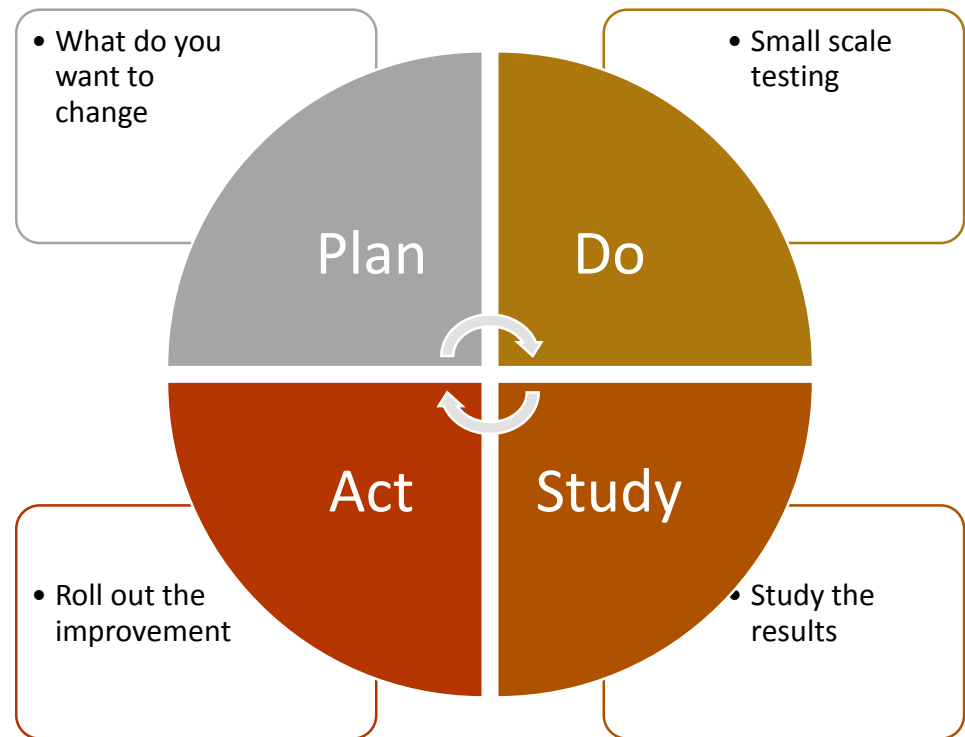 • What do you
want to
change
• Small scale
testing
Plan
Do
Act
Study
• Roll out the
improvement
• Study the
results